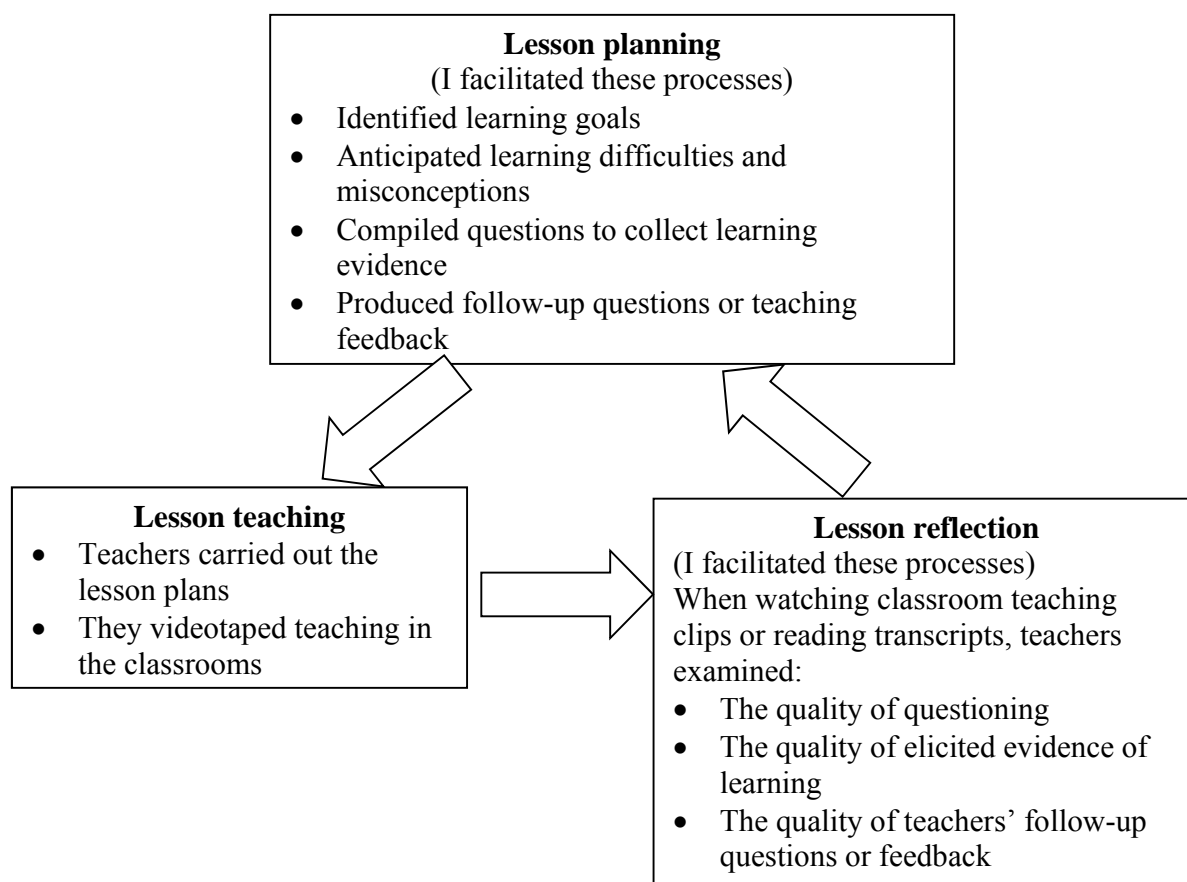 Lesson planning
(I facilitated these processes)
• Identified learning goals
• Anticipated learning difficulties and
misconceptions
• Compiled questions to collect learning
evidence
• Produced follow-up questions or teaching
feedback
Lesson teaching
• Teachers carried out the
lesson plans
• They videotaped teaching in
the classrooms
Lesson reflection
(I facilitated these processes)
When watching classroom teaching
clips or reading transcripts, teachers
examined:
• The quality of questioning
• The quality of elicited evidence of
learning
• The quality of teachers’ follow-up
questions or feedback